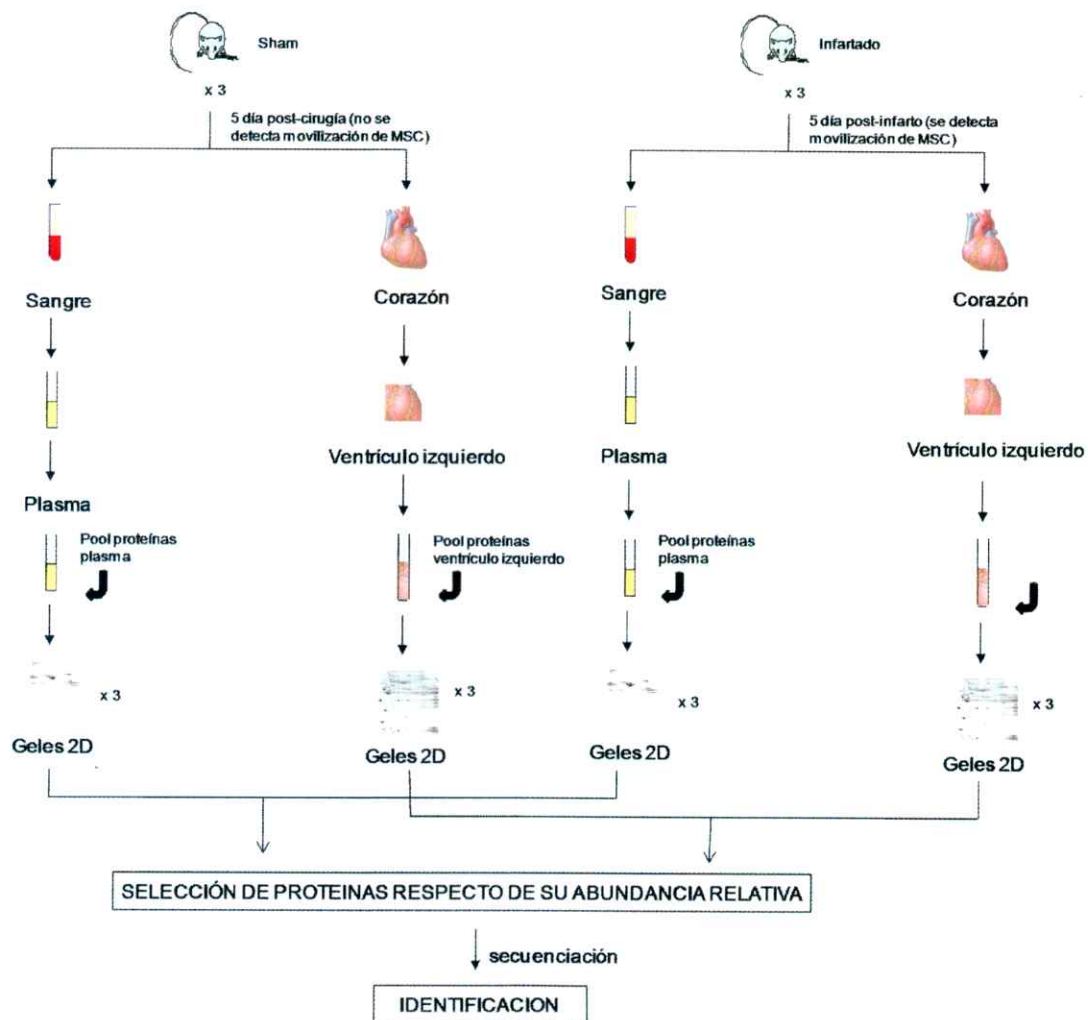 Sham
Infartado
x 3
x 3
5 día post-cirugía (no se
detecta movilización de MSC)
5 día post-infarto (se detecta
movilización de MSC)
Sangre
Corazón
Sangre
Corazón
Ventrículo izquierdo
Plasma
Ventrículo izquierdo
Plasma
Pool proteínas
plasma
Pool proteínas
ventrículo izquierdo
Pool proteínas
plasma
x 3
x 3
x 3
x 3
Geles 2D
Geles 2D
Geles 2D
Geles 2D
SELECCIÓN DE PROTEINAS RESPECTO DE SU ABUNDANCIA RELATIVA
secuenciación
IDENTIFICACION